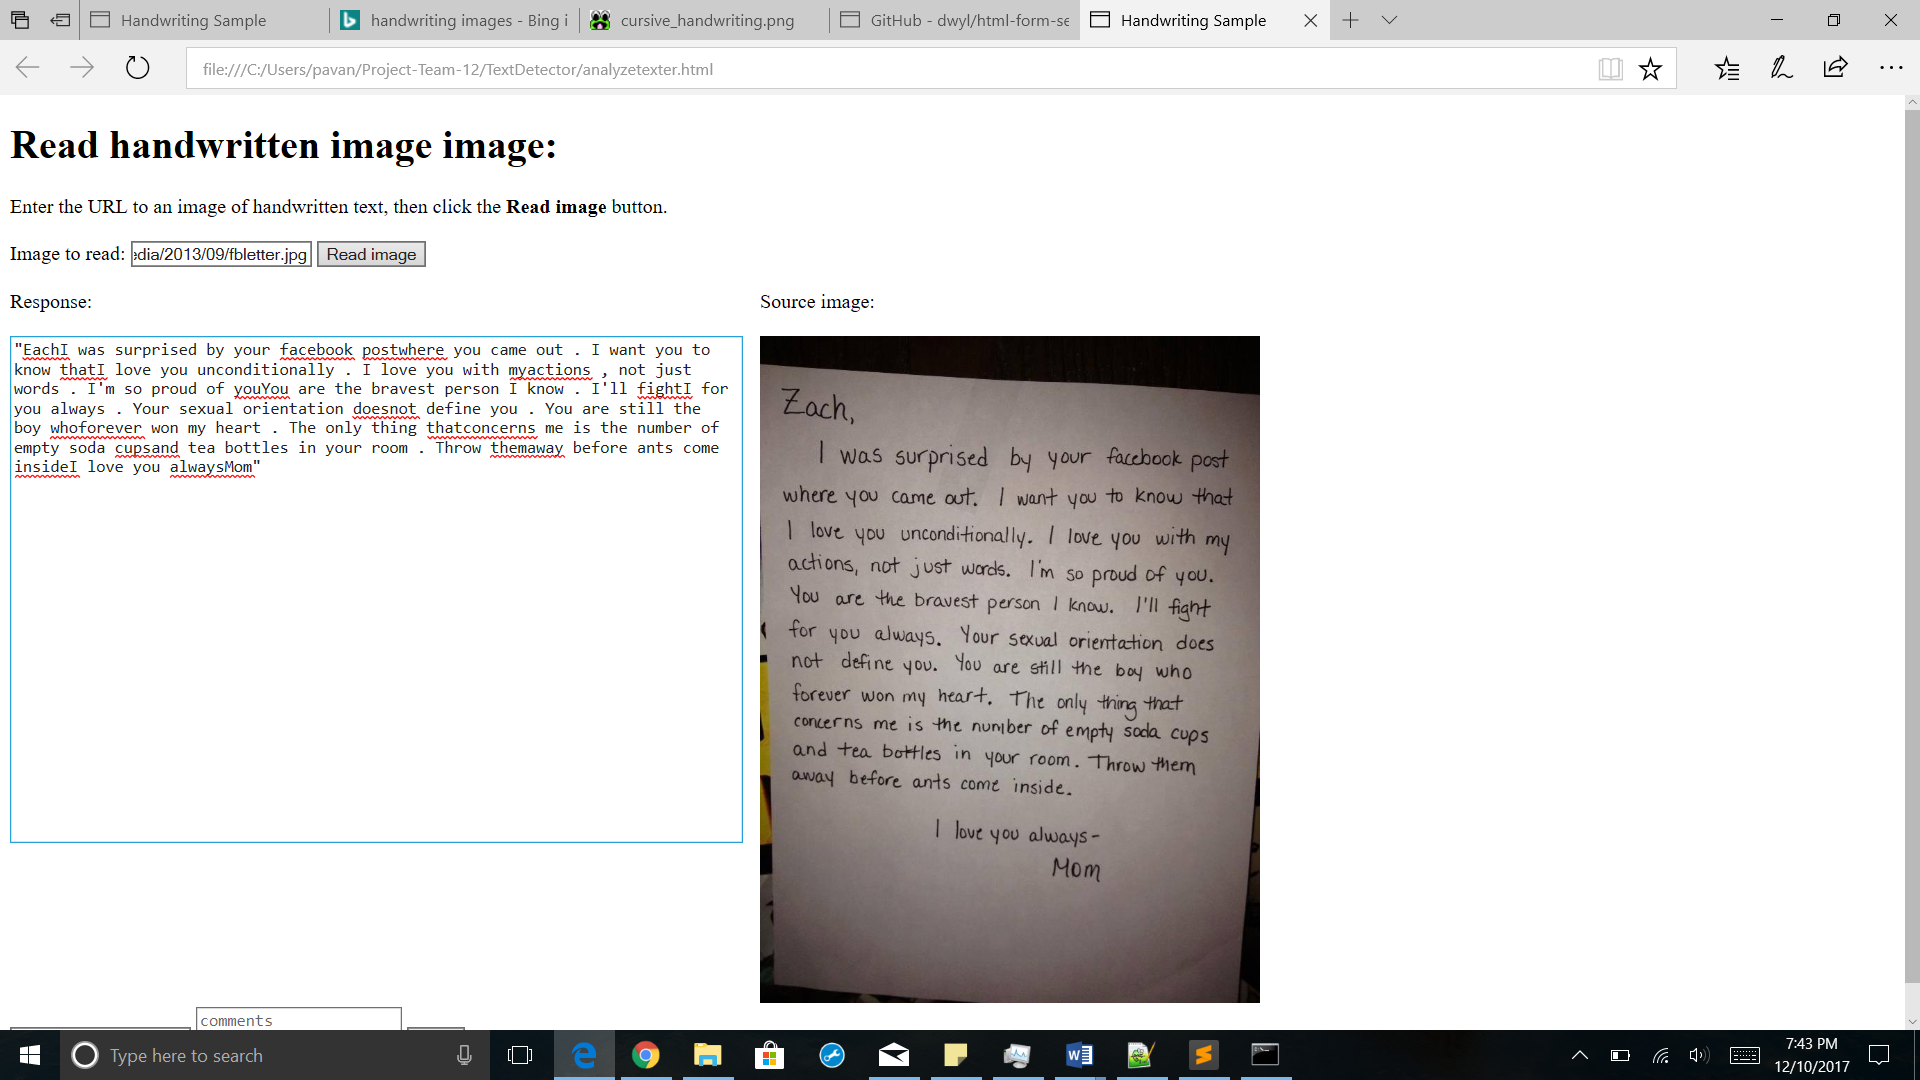 Handwriting Sample
handwriting images - Bing i
cursive_handwriting.png
GitHub - dwyl/html-form-se
Handwriting Sample
file:///C:/Users/pavan/Project-Team-12/TextDetector/analyzetexter.html
Read handwritten image image:
Enter the URL to an image of handwritten text, then click the Read image button.
Image to read: edia/2013/09/fbletter.jpg Read image
Response:
"EachI was surprised by your facebook postwhere you came out . I want you to
know thatI love you unconditionally . I love you with myactions , not just
words . I'm so proud of youYou are the bravest person I know . I'll fightI for
you always . Your sexual orientation doesnot define you . You are still the
boy whoforever won my heart . The only thing thatconcerns me is the number of
empty soda cupsand tea bottles in your room . Throw themaway before ants come
insideI love you alwaysMom"
Source image:
Zach,
I was surprised by your facebook post
where you came out. I want you to know that
I love you unconditionally. I love you with my
actions, not just words. I'm so proud of you.
You are the bravest person I know. I'll fight
for you always. Your sexual orientation does
not define you. You are still the boy who
forever won my heart. The only thing that
concerns me is the number of empty soda cups
and tea bottles in your room. Throw them
away before ants come inside.
I love you always-
Mom
comments
Type here to search
7:43 PM
12/10/2017